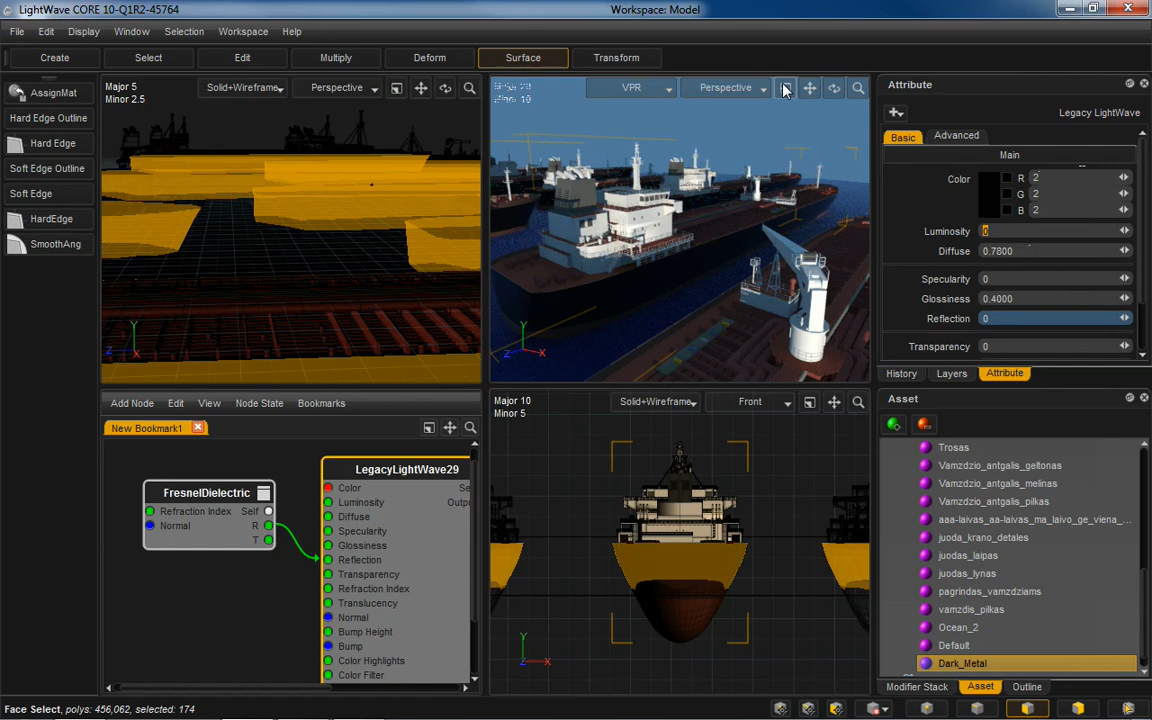 LightWave CORE 10-Q1R2-45764
Workspace: Model
File Edit Display Window Selection Workspace Help
Create Select Edit Multiply Deform Surface Transform
AssignMat
Hard Edge Outline
Hard Edge
Soft Edge Outline
Soft Edge
HardEdge
SmoothAng
Major 5
Minor 2.5
Solid+Wireframe
Perspective
Y
Z X
VPR
Perspective
Y
Z X
Attribute
Legacy LightWave
Basic Advanced
Main
Color R 2
G 2
B 2
Luminosity 0
Diffuse 0.7800
Specularity 0
Glossiness 0.4000
Reflection 0
Transparency 0
History Layers Attribute
Add Node Edit View Node State Bookmarks
New Bookmark1
FresnelDielectric
Refraction Index Self
Normal R
T
LegacyLightWave29
Color Se
Luminosity Outp
Diffuse
Specularity
Glossiness
Reflection
Transparency
Refraction Index
Translucency
Normal
Bump Height
Bump
Color Highlights
Color Filter
Major 10
Minor 5
Solid+Wireframe
Front
Y
Z X
Asset
Trosas
Vamzdzio_antgalis_geltonas
Vamzdzio_antgalis_melinas
Vamzdzio_antgalis_pilkas
aaa-laivas_aa-laivas_ma_laivo_ge_viena_...
juoda_krano_detales
juodas_laipas
juodas_lynas
pagrindas_vamzdziams
vamzdis_pilkas
Ocean_2
Default
Dark_Metal
Modifier Stack Asset Outline
Face Select, polys: 456,062, selected: 174